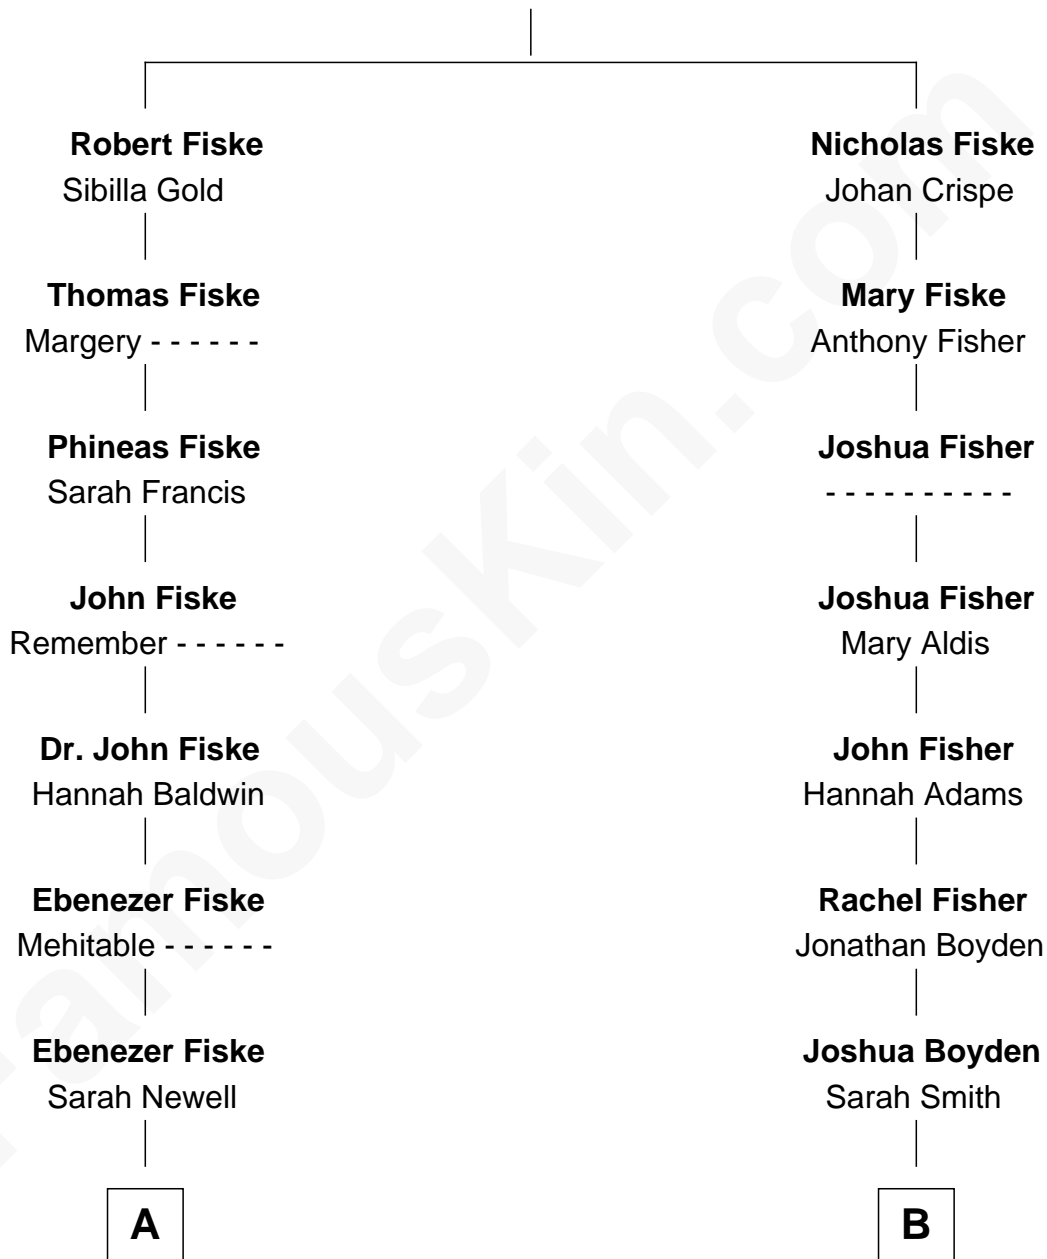 Robert Fiske
Sibilla Gold
Thomas Fiske
Margery - - - - - -
Phineas Fiske
Sarah Francis
John Fiske
Remember - - - - - -
Dr. John Fiske
Hannah Baldwin
Ebenezer Fiske
Mehitable - - - - - -
Ebenezer Fiske
Sarah Newell
A
Nicholas Fiske
Johan Crispe
Mary Fiske
Anthony Fisher
Joshua Fisher
- - - - - - - - - -
Joshua Fisher
Mary Aldis
John Fisher
Hannah Adams
Rachel Fisher
Jonathan Boyden
Joshua Boyden
Sarah Smith
B
FamousKin.com